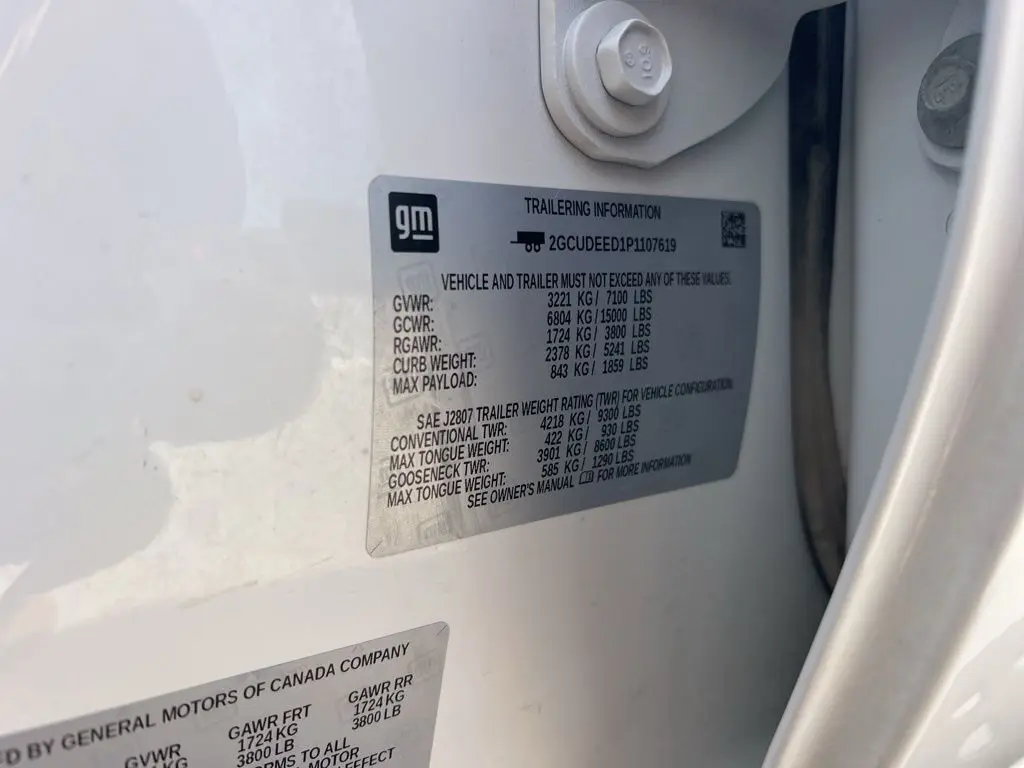 10.9
gm
TRAILERING INFORMATION
2GCUDEED1P1107619
VEHICLE AND TRAILER MUST NOT EXCEED ANY OF THESE VALUES.
GVWR: 3221 KG / 7100 LBS
GCWR: 6804 KG / 15000 LBS
RGAWR: 1724 KG / 3800 LBS
CURB WEIGHT: 2378 KG / 5241 LBS
MAX PAYLOAD: 843 KG / 1859 LBS
SAE J2807 TRAILER WEIGHT RATING (TWR) FOR VEHICLE CONFIGURATION.
CONVENTIONAL TWR: 4218 KG / 9300 LBS
MAX TONGUE WEIGHT: 422 KG / 930 LBS
GOOSENECK TWR: 3901 KG / 8600 LBS
MAX TONGUE WEIGHT: 585 KG / 1290 LBS
SEE OWNER'S MANUAL FOR MORE INFORMATION
BY GENERAL MOTORS OF CANADA COMPANY
GVWR GAWR FRT GAWR RR
KG 1724 KG 1724 KG
3800 LB 3800 LB
TO ALL
MOTOR
EFFECT